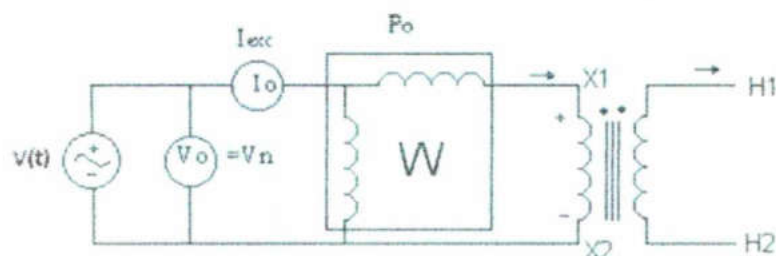 Po
Iexc
Io
X1
H1
+
V(t)
+
-
Vo =Vn
W
-
X2
H2